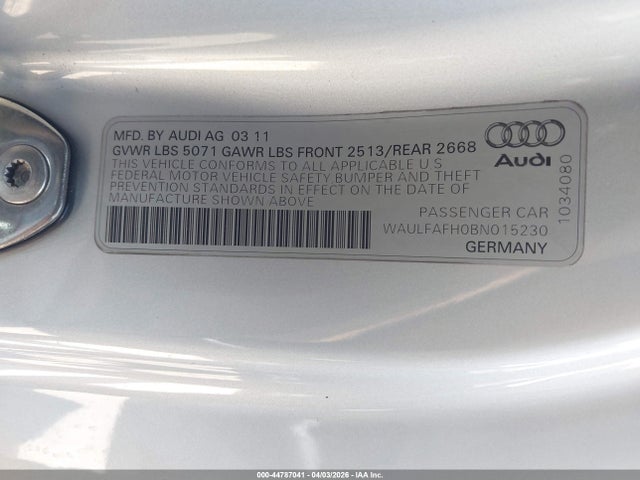 MFD. BY AUDI AG 03 11
GVWR LBS 5071 GAWR LBS FRONT 2513/REAR 2668
THIS VEHICLE CONFORMS TO ALL APPLICABLE U S
FEDERAL MOTOR VEHICLE SAFETY BUMPER AND THEFT
PREVENTION STANDARDS IN EFFECT ON THE DATE OF
MANUFACTURE SHOWN ABOVE
PASSENGER CAR
WAULFAFH0BN015230
GERMANY
Audi
1034080
000-44787041 - 04/03/2026 - IAA Inc.